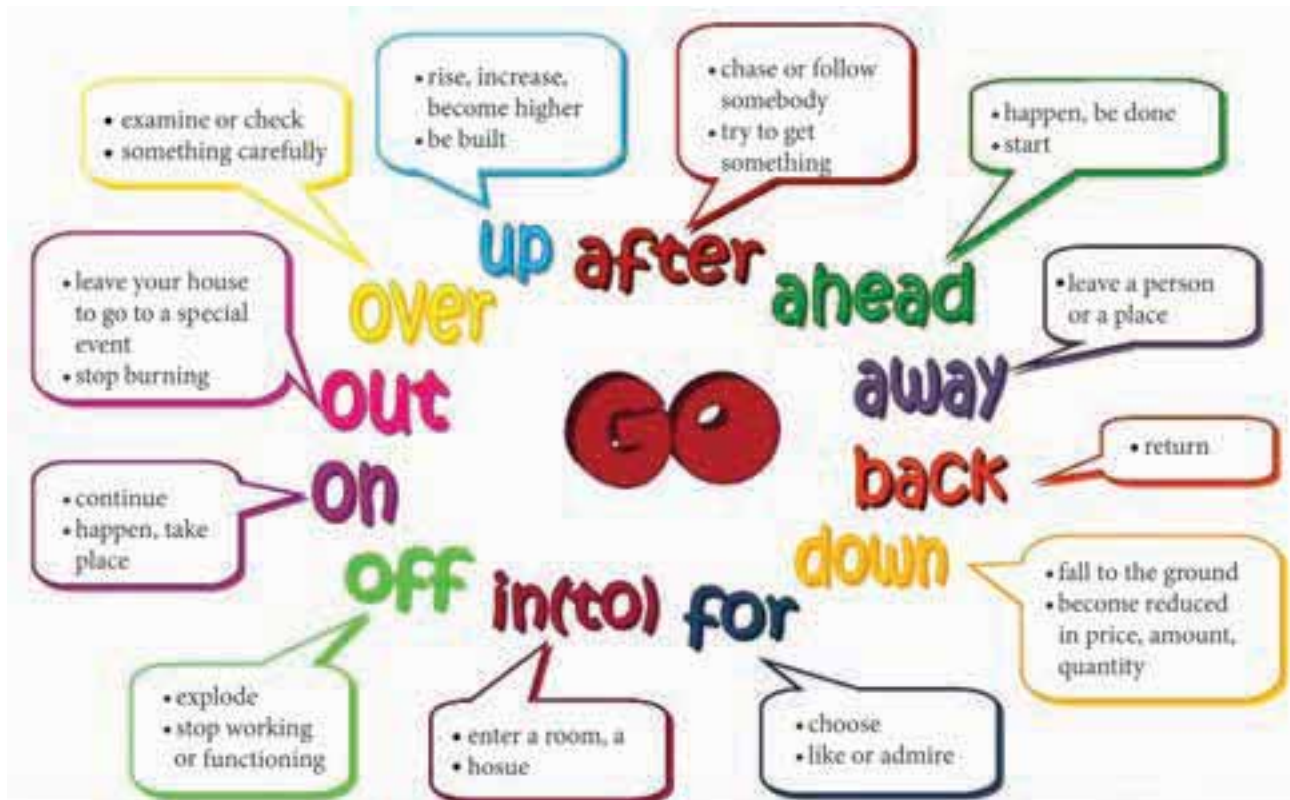 • rise, increase,
become higher
• be built
• chase or follow
somebody
• try to get
something
• happen, be done
• start
• examine or check
• something carefully
up
after
ahead
over
• leave your house
to go to a special
event
• stop burning
out
• leave a person
or a place
away
GO
• return
back
• continue
• happen, take
place
on
down
• fall to the ground
• become reduced
in price, amount,
quantity
off
in(to)
for
• explode
• stop working
or functioning
• enter a room, a
• hosue
• choose
• like or admire